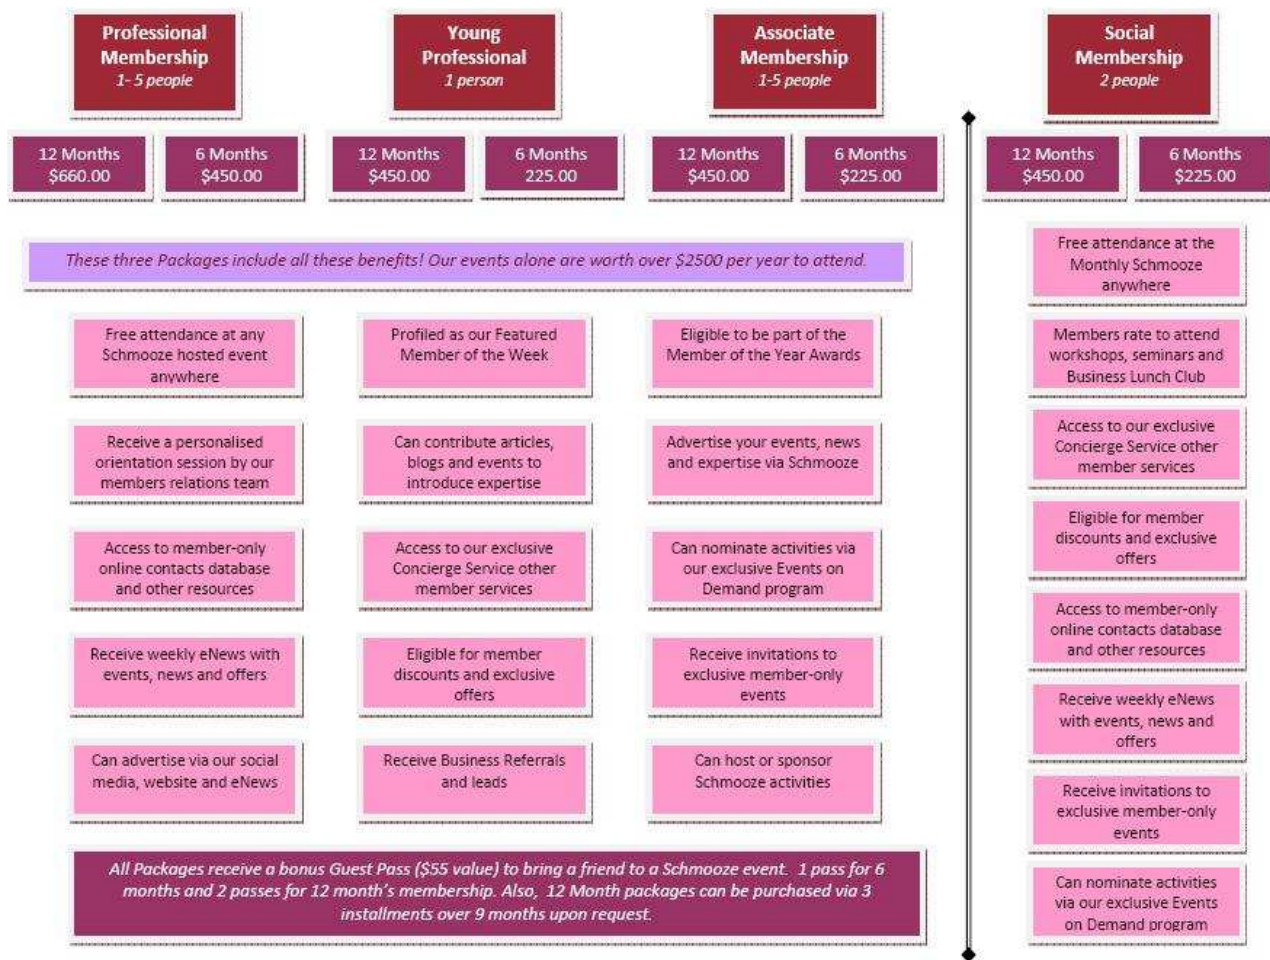 Professional
Membership
1- 5 people
12 Months
$660.00
6 Months
$450.00
Young
Professional
1 person
12 Months
$450.00
6 Months
225.00
Associate
Membership
1-5 people
12 Months
$450.00
6 Months
$225.00
These three Packages include all these benefits! Our events alone are worth over $2500 per year to attend.
Free attendance at any
Schmooze hosted event
anywhere
Profiled as our Featured
Member of the Week
Eligible to be part of the
Member of the Year Awards
Receive a personalised
orientation session by our
members relations team
Can contribute articles,
blogs and events to
introduce expertise
Advertise your events, news
and expertise via Schmooze
Access to member-only
online contacts database
and other resources
Access to our exclusive
Concierge Service other
member services
Can nominate activities via
our exclusive Events on
Demand program
Receive weekly eNews with
events, news and offers
Eligible for member
discounts and exclusive
offers
Receive invitations to
exclusive member-only
events
Can advertise via our social
media, website and eNews
Receive Business Referrals
and leads
Can host or sponsor
Schmooze activities
All Packages receive a bonus Guest Pass ($55 value) to bring a friend to a Schmooze event. 1 pass for 6
months and 2 passes for 12 month's membership. Also, 12 Month packages can be purchased via 3
installments over 9 months upon request.
Social
Membership
2 people
12 Months
$450.00
6 Months
$225.00
Free attendance at the
Monthly Schmooze
anywhere
Members rate to attend
workshops, seminars and
Business Lunch Club
Access to our exclusive
Concierge Service other
member services
Eligible for member
discounts and exclusive
offers
Access to member-only
online contacts database
and other resources
Receive weekly eNews
with events, news and
offers
Receive invitations to
exclusive member-only
events
Can nominate activities
via our exclusive Events
on Demand program